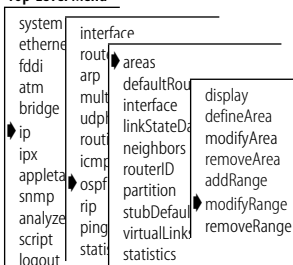 Top-Level Menu
system
etherne
fddi
atm
bridge
ip
ipx
appleta
snmp
analyze
script
logout
interface
rout
arp
mult
udph
routi
icmp
ospf
rip
ping
statis
areas
defaultRou
interface
linkStateDa
neighbors
routerID
partition
stubDefaul
virtualLinks
statistics
display
defineArea
modifyArea
removeArea
addRange
modifyRange
removeRange